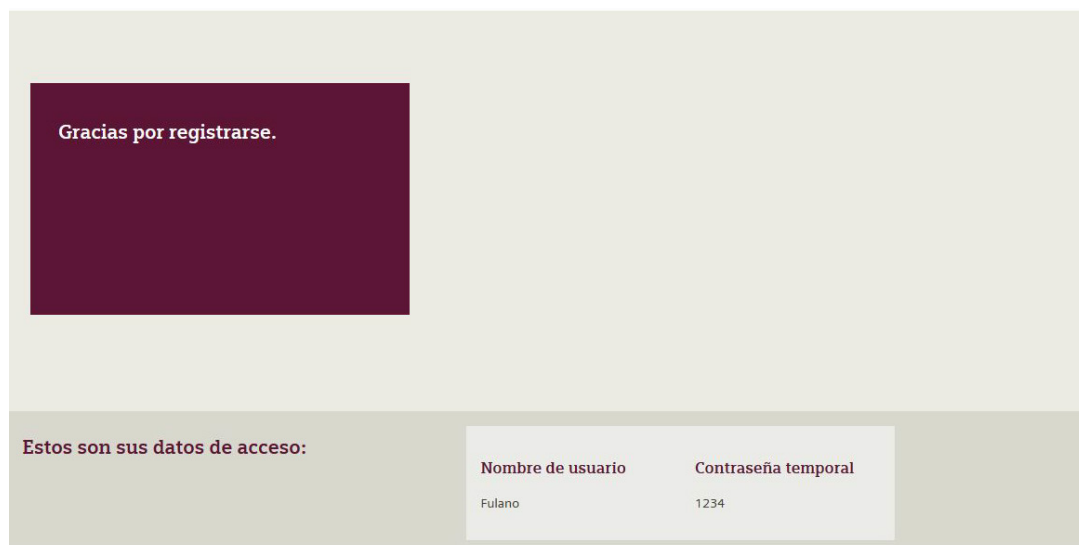 Gracias por registrarse.
Estos son sus datos de acceso:
Nombre de usuario Contraseña temporal
Fulano 1234